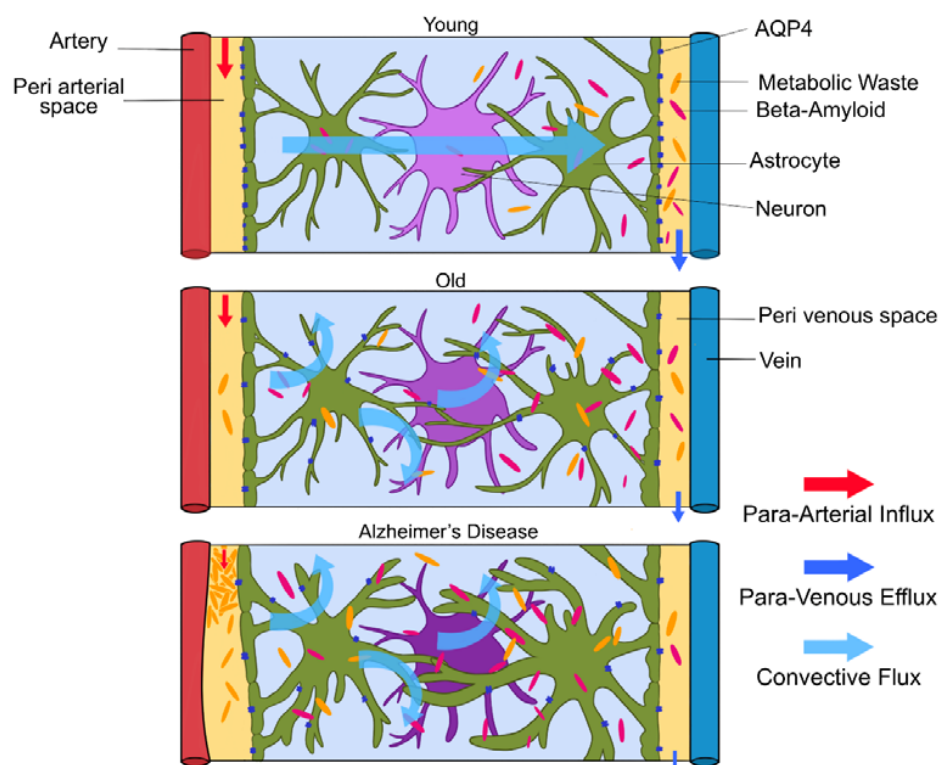 Young
Artery
Peri arterial
space
AQP4
Metabolic Waste
Beta-Amyloid
Astrocyte
Neuron
Old
Peri venous space
Vein
Alzheimer's Disease
Para-Arterial Influx
Para-Venous Efflux
Convective Flux